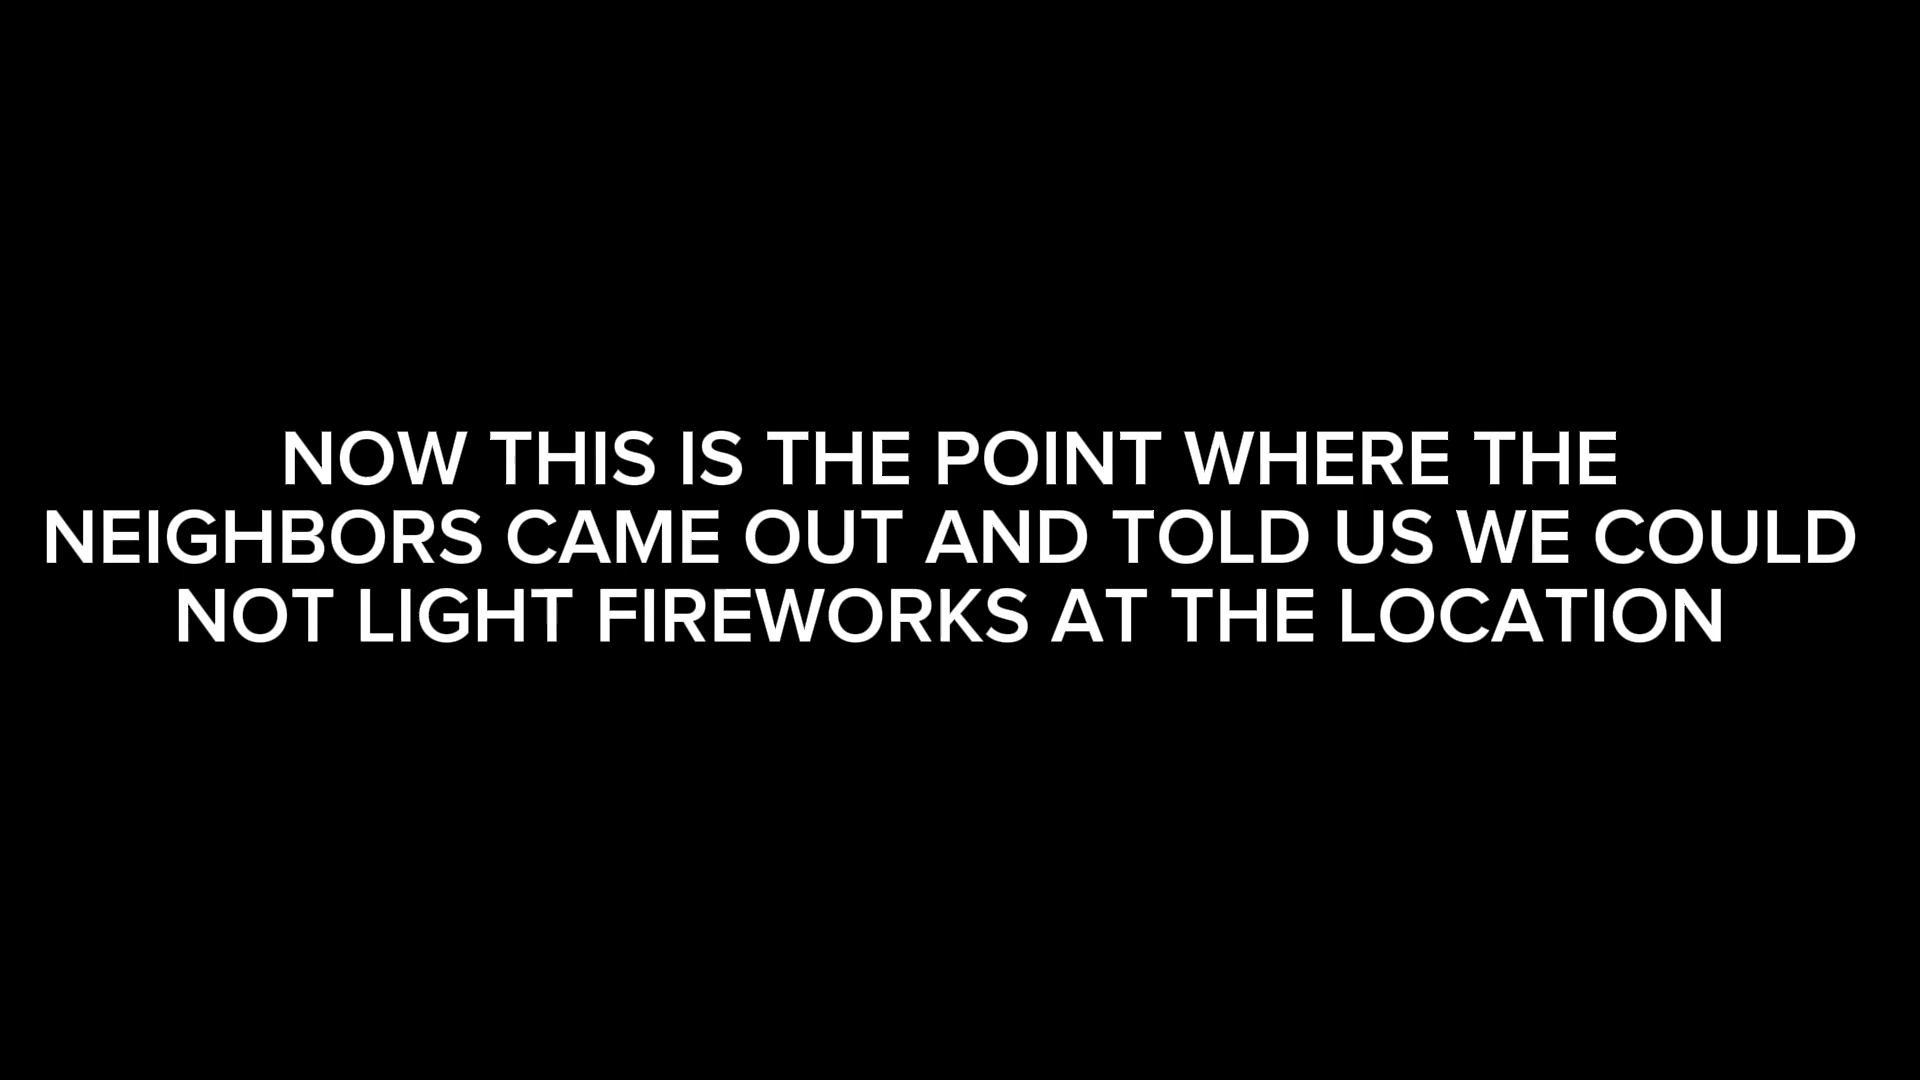 NOW THIS IS THE POINT WHERE THE
NEIGHBORS CAME OUT AND TOLD US WE COULD
NOT LIGHT FIREWORKS AT THE LOCATION